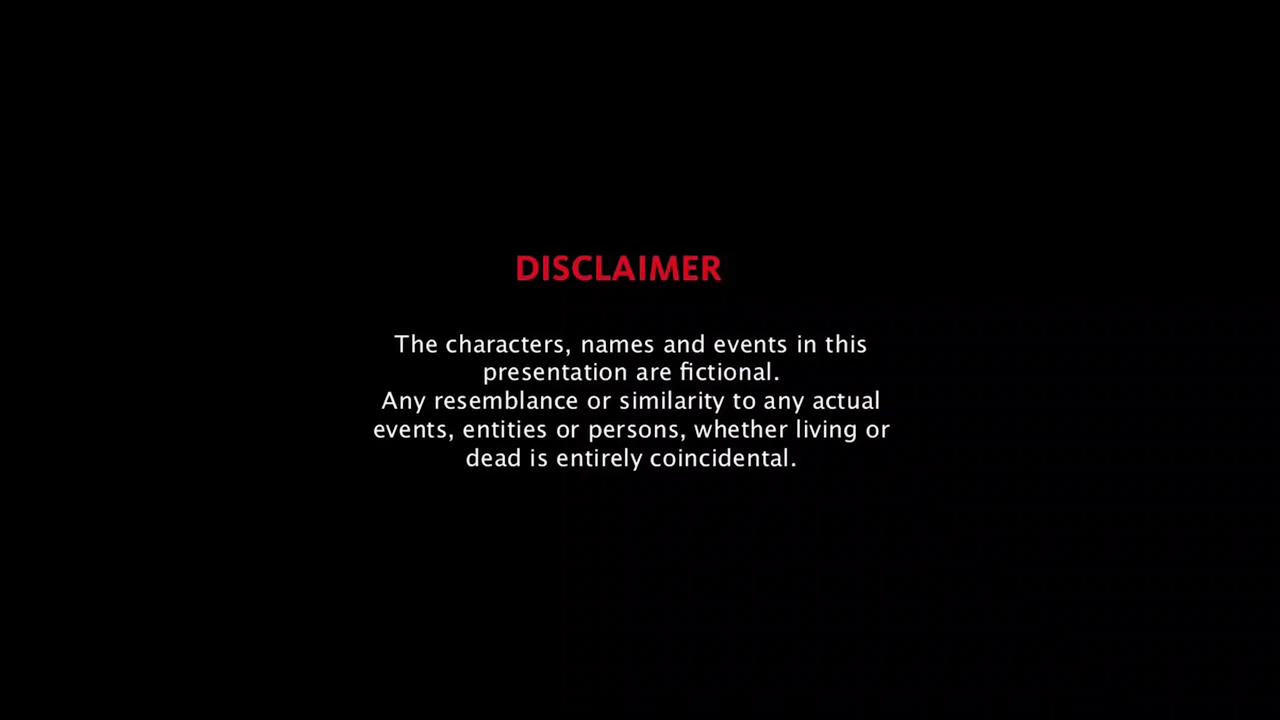 DISCLAIMER
The characters, names and events in this
presentation are fictional.
Any resemblance or similarity to any actual
events, entities or persons, whether living or
dead is entirely coincidental.